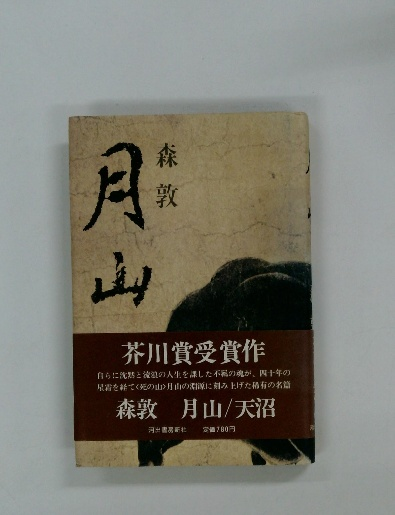 月山
森敦
芥川賞受賞作
自らに沈黙と流浪の人生を課した不羈の魂が、四十年の
星霜を経て〈死の山〉月山の淵源に刻み上げた稀有の名篇
森敦 月山/天沼
河出書房新社 定価780円